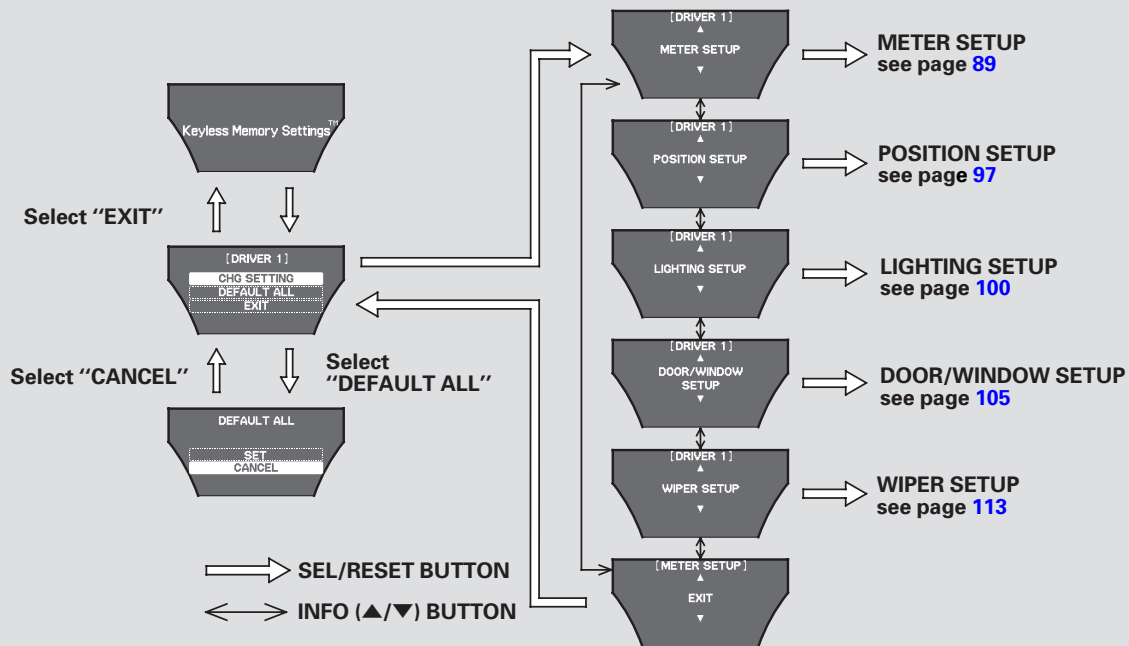 Keyless Memory Settings™
Select ‘‘EXIT’’
[DRIVER 1]
CHG SETTING
DEFAULT ALL
EXIT
Select ‘‘CANCEL’’
Select
‘‘DEFAULT ALL’’
DEFAULT ALL
SET
CANCEL
SEL/RESET BUTTON
INFO (▲/▼) BUTTON
[DRIVER 1]
▲
METER SETUP
▼
METER SETUP
see page 89
[DRIVER 1]
▲
POSITION SETUP
▼
POSITION SETUP
see page 97
[DRIVER 1]
▲
LIGHTING SETUP
▼
LIGHTING SETUP
see page 100
[DRIVER 1]
▲
DOOR/WINDOW
SETUP
▼
DOOR/WINDOW SETUP
see page 105
[DRIVER 1]
▲
WIPER SETUP
▼
WIPER SETUP
see page 113
[METER SETUP]
▲
EXIT
▼